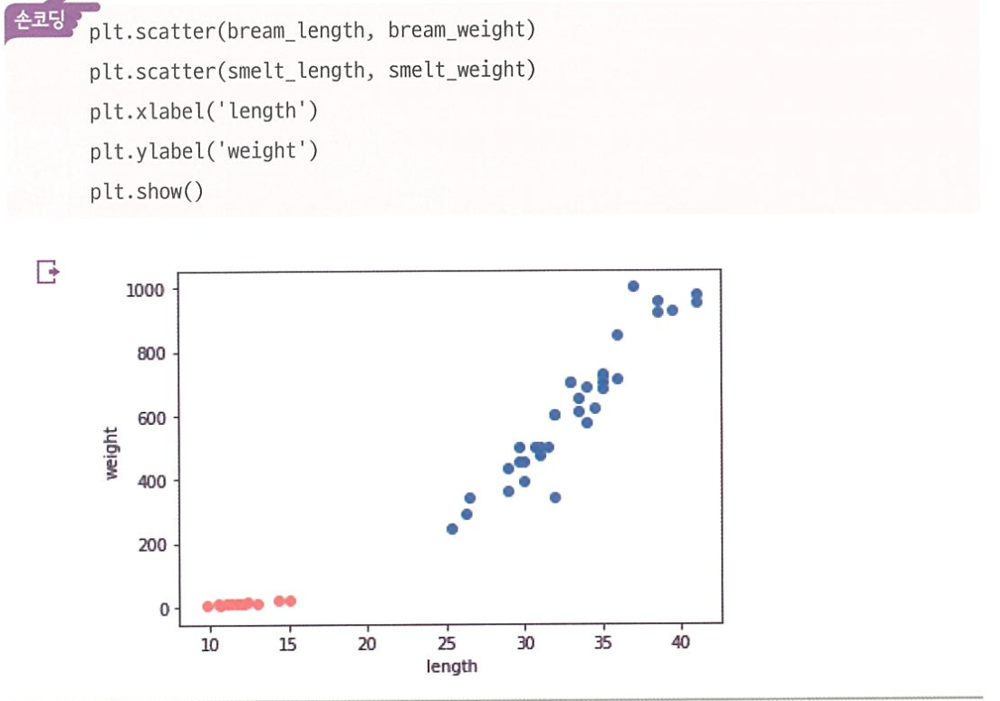 손코딩
plt.scatter(bream_length, bream_weight)
plt.scatter(smelt_length, smelt_weight)
plt.xlabel('length')
plt.ylabel('weight')
plt.show()
1000
800
600
400
200
0
weight
10 15 20 25 30 35 40
length